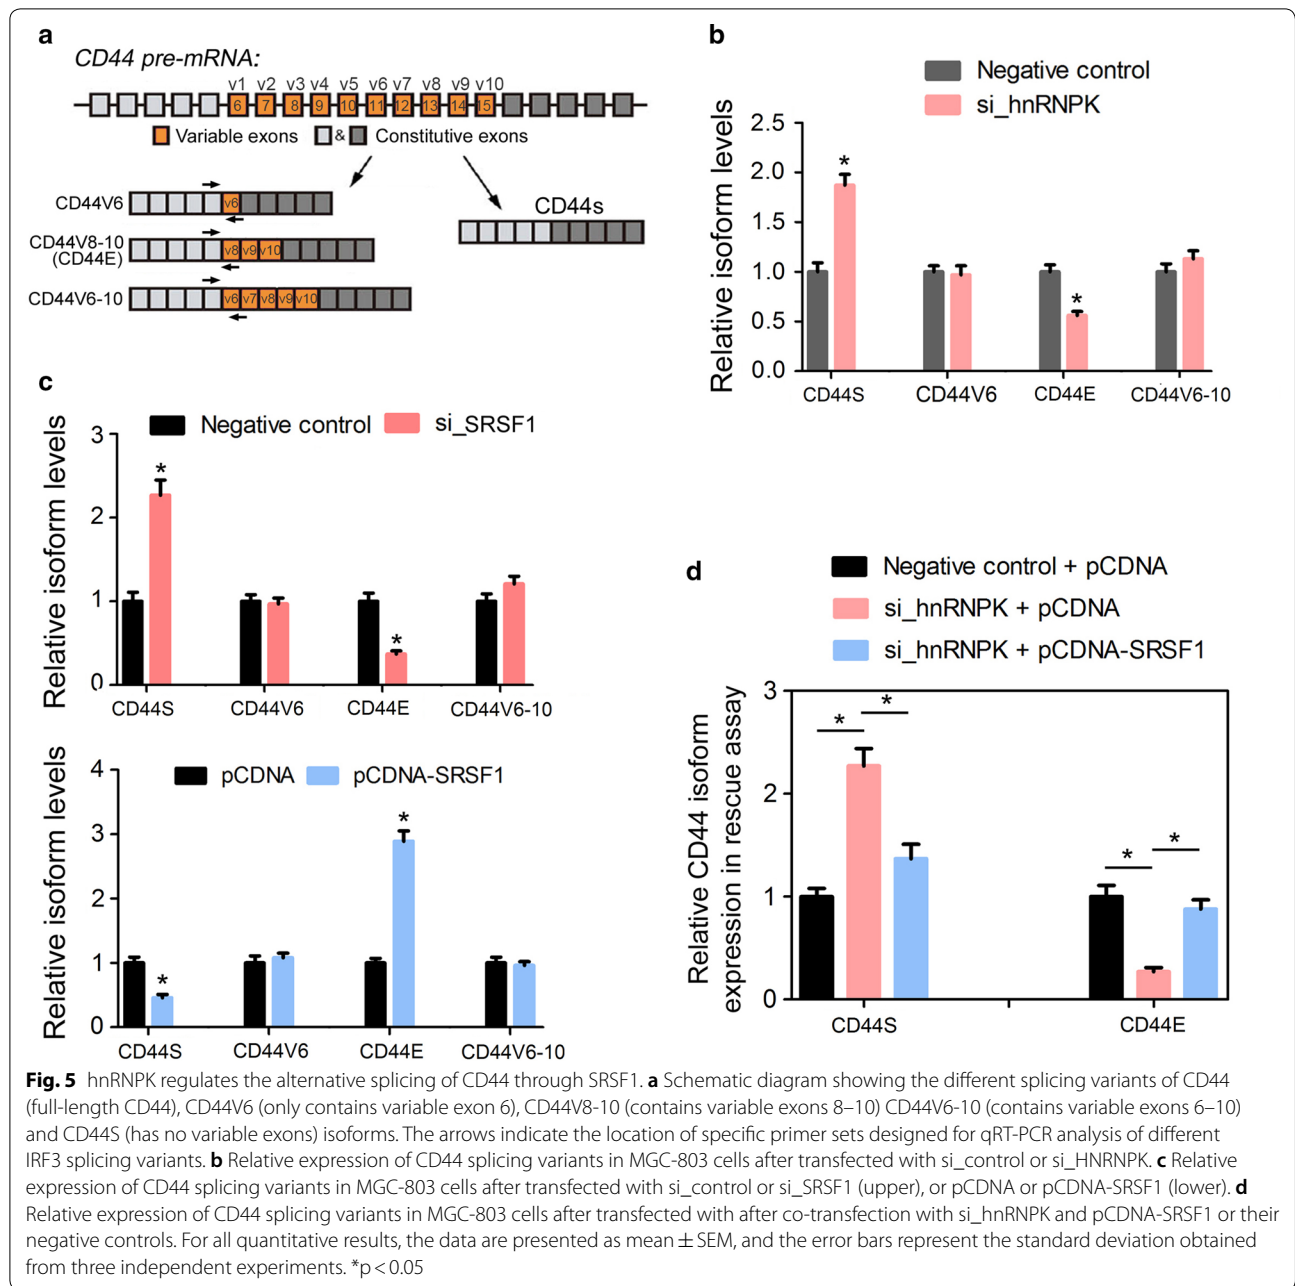 a
CD44 pre-mRNA:
v1 v2 v3 v4 v5 v6 v7 v8 v9 v10
6 7 8 9 10 11 12 13 14 15
Variable exons & Constitutive exons
CD44V6
v6
CD44V8-10
(CD44E)
v8 v9 v10
CD44V6-10
v6 v7 v8 v9 v10
CD44s
b
Negative control
si_hnRNPK
Relative isoform levels
2.5
2.0
1.5
1.0
0.5
0.0
*
*
CD44S CD44V6 CD44E CD44V6-10
c
Negative control si_SRSF1
Relative isoform levels
3
2
1
0
*
*
CD44S CD44V6 CD44E CD44V6-10
pCDNA pCDNA-SRSF1
Relative isoform levels
4
3
2
1
0
*
*
CD44S CD44V6 CD44E CD44V6-10
d
Negative control + pCDNA
si_hnRNPK + pCDNA
si_hnRNPK + pCDNA-SRSF1
Relative CD44 isoform
expression in rescue assay
3
2
1
0
* *
* *
CD44S CD44E
Fig. 5 hnRNPK regulates the alternative splicing of CD44 through SRSF1. a Schematic diagram showing the different splicing variants of CD44
(full-length CD44), CD44V6 (only contains variable exon 6), CD44V8-10 (contains variable exons 8–10) CD44V6-10 (contains variable exons 6–10)
and CD44S (has no variable exons) isoforms. The arrows indicate the location of specific primer sets designed for qRT-PCR analysis of different
IRF3 splicing variants. b Relative expression of CD44 splicing variants in MGC-803 cells after transfected with si_control or si_HNRNPK. c Relative
expression of CD44 splicing variants in MGC-803 cells after transfected with si_control or si_SRSF1 (upper), or pCDNA or pCDNA-SRSF1 (lower). d
Relative expression of CD44 splicing variants in MGC-803 cells after transfected with after co-transfection with si_hnRNPK and pCDNA-SRSF1 or their
negative controls. For all quantitative results, the data are presented as mean ± SEM, and the error bars represent the standard deviation obtained
from three independent experiments. *p < 0.05